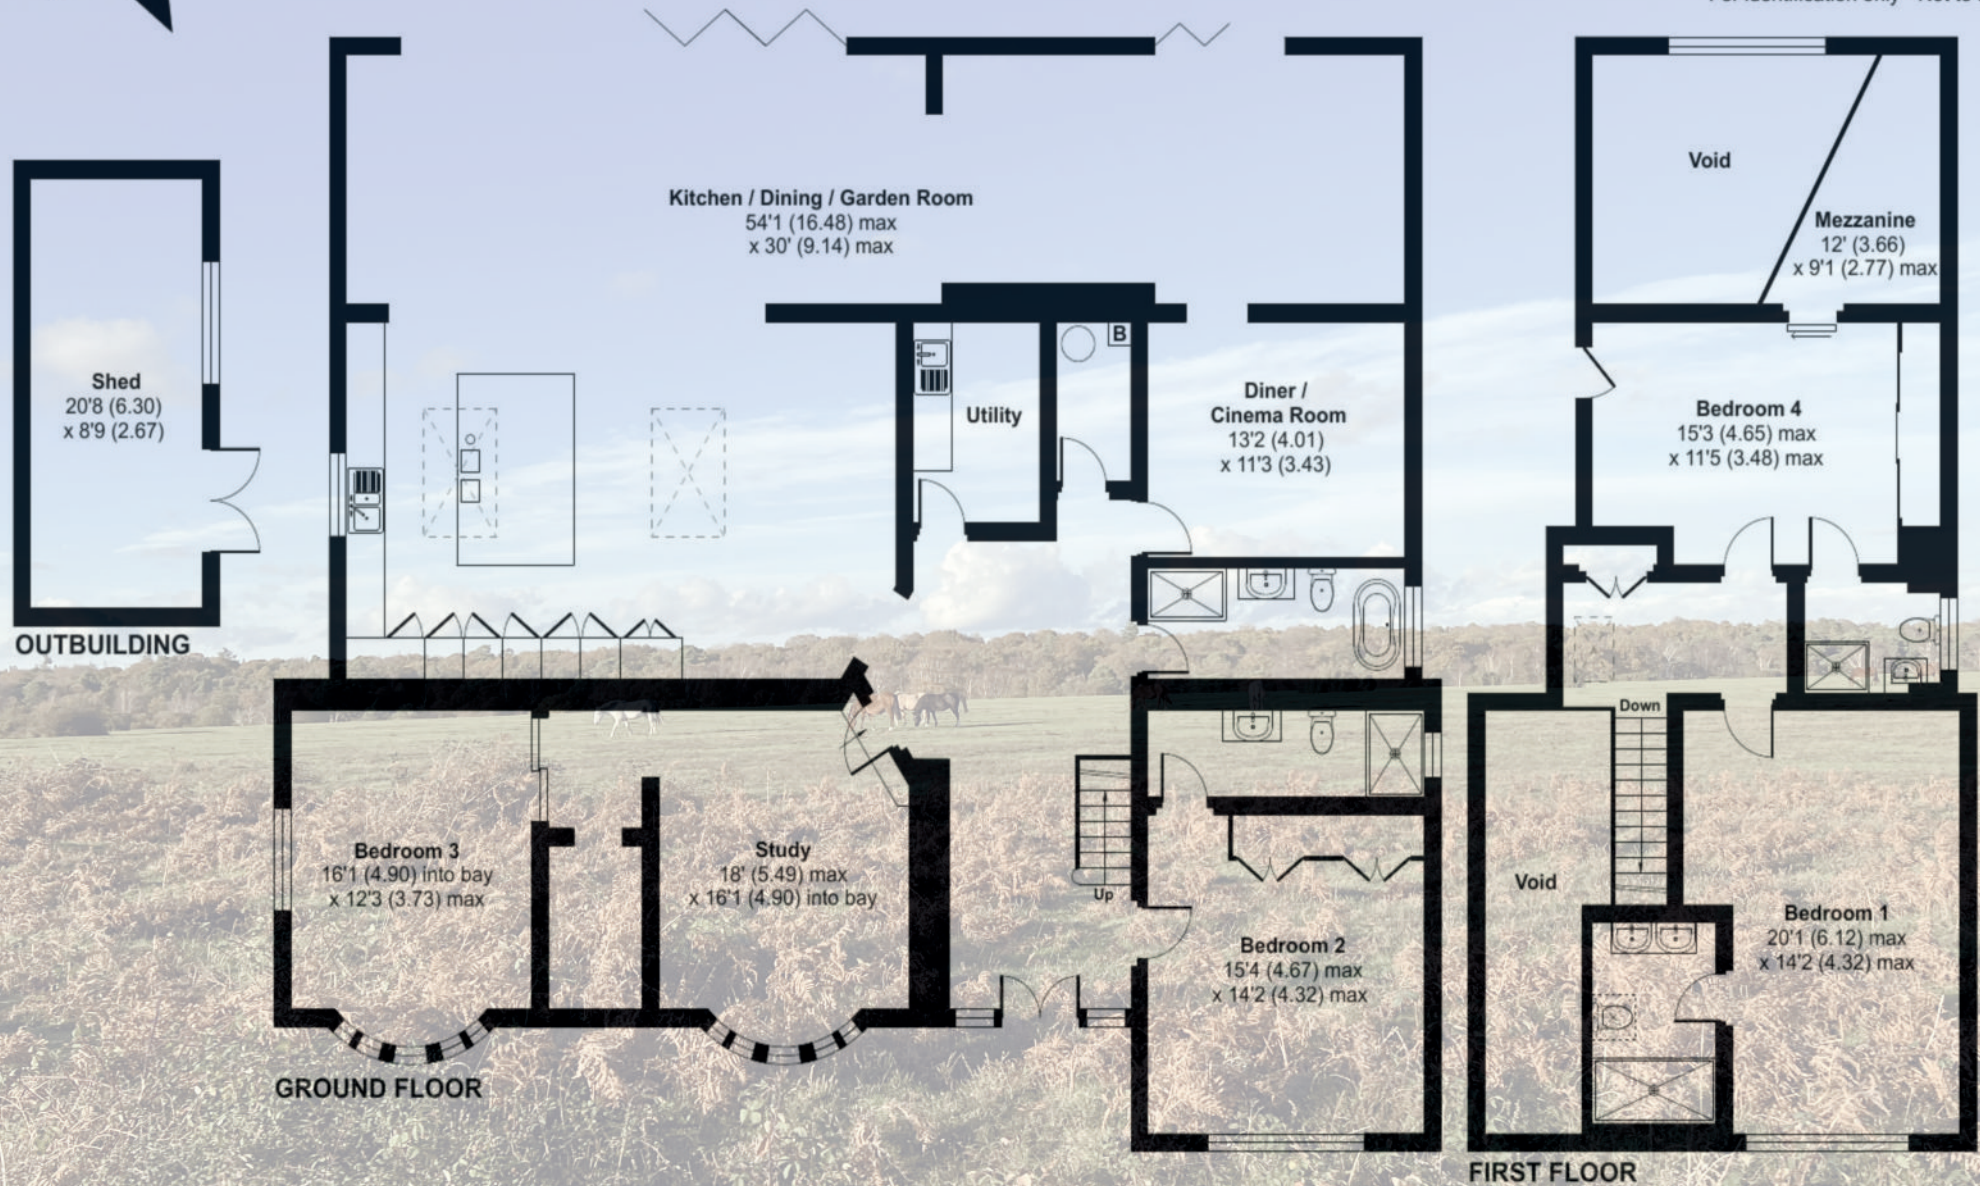 Kitchen / Dining / Garden Room
54'1 (16.48) max
x 30' (9.14) max
Shed
20'8 (6.30)
x 8'9 (2.67)
OUTBUILDING
Utility
B
Diner /
Cinema Room
13'2 (4.01)
x 11'3 (3.43)
Bedroom 3
16'1 (4.90) into bay
x 12'3 (3.73) max
Study
18' (5.49) max
x 16'1 (4.90) into bay
Up
Bedroom 2
15'4 (4.67) max
x 14'2 (4.32) max
GROUND FLOOR
Void
Mezzanine
12' (3.66)
x 9'1 (2.77) max
Bedroom 4
15'3 (4.65) max
x 11'5 (3.48) max
Down
Void
Bedroom 1
20'1 (6.12) max
x 14'2 (4.32) max
FIRST FLOOR